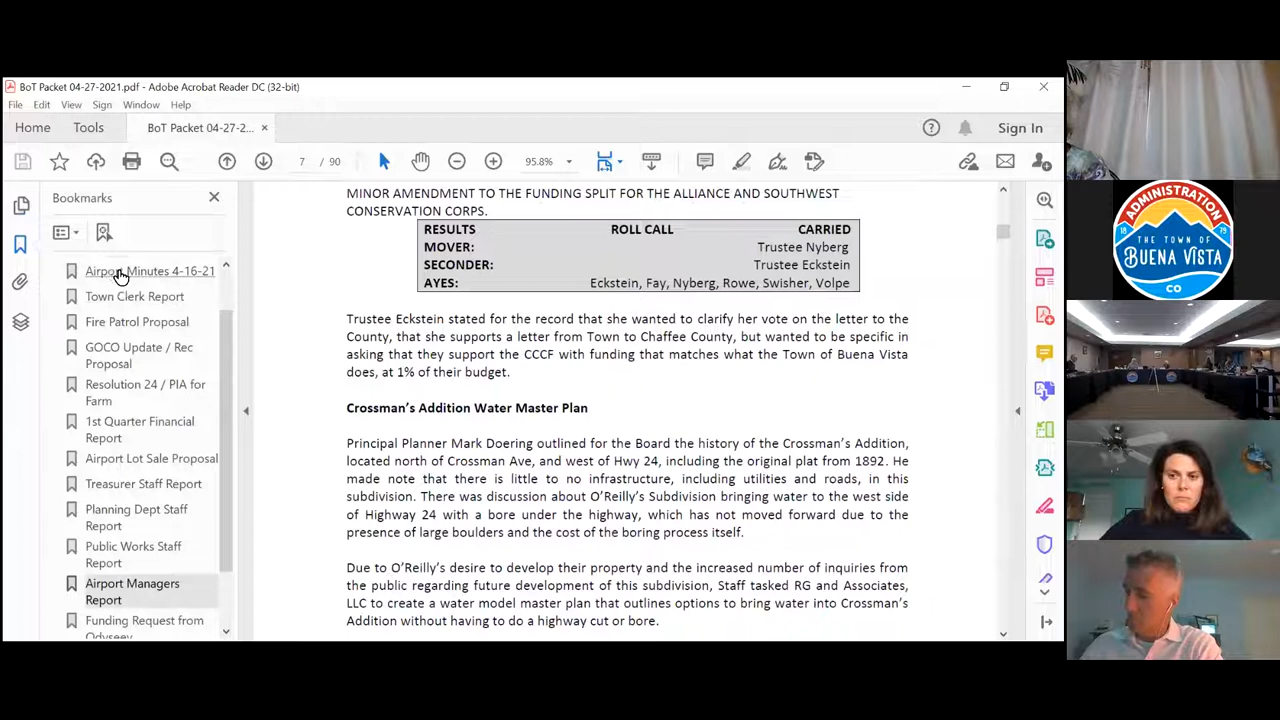 BoT Packet 04-27-2021.pdf - Adobe Acrobat Reader DC (32-bit)
File Edit View Sign Window Help
Home Tools BoT Packet 04-27-2... × Sign In
7 / 90 95.8%
Bookmarks
Airport Minutes 4-16-21
Town Clerk Report
Fire Patrol Proposal
GOCO Update / Rec
Proposal
Resolution 24 / PIA for
Farm
1st Quarter Financial
Report
Airport Lot Sale Proposal
Treasurer Staff Report
Planning Dept Staff
Report
Public Works Staff
Report
Airport Managers
Report
Funding Request from
Odyssey
MINOR AMENDMENT TO THE FUNDING SPLIT FOR THE ALLIANCE AND SOUTHWEST
CONSERVATION CORPS.
RESULTS ROLL CALL CARRIED
MOVER: Trustee Nyberg
SECONDER: Trustee Eckstein
AYES: Eckstein, Fay, Nyberg, Rowe, Swisher, Volpe
Trustee Eckstein stated for the record that she wanted to clarify her vote on the letter to the
County, that she supports a letter from Town to Chaffee County, but wanted to be specific in
asking that they support the CCCF with funding that matches what the Town of Buena Vista
does, at 1% of their budget.
Crossman's Addition Water Master Plan
Principal Planner Mark Doering outlined for the Board the history of the Crossman's Addition,
located north of Crossman Ave, and west of Hwy 24, including the original plat from 1892. He
made note that there is little to no infrastructure, including utilities and roads, in this
subdivision. There was discussion about O'Reilly's Subdivision bringing water to the west side
of Highway 24 with a bore under the highway, which has not moved forward due to the
presence of large boulders and the cost of the boring process itself.
Due to O'Reilly's desire to develop their property and the increased number of inquiries from
the public regarding future development of this subdivision, Staff tasked RG and Associates,
LLC to create a water model master plan that outlines options to bring water into Crossman's
Addition without having to do a highway cut or bore.
ADMINISTRATION
18 79
THE TOWN OF
BUENA VISTA
CO